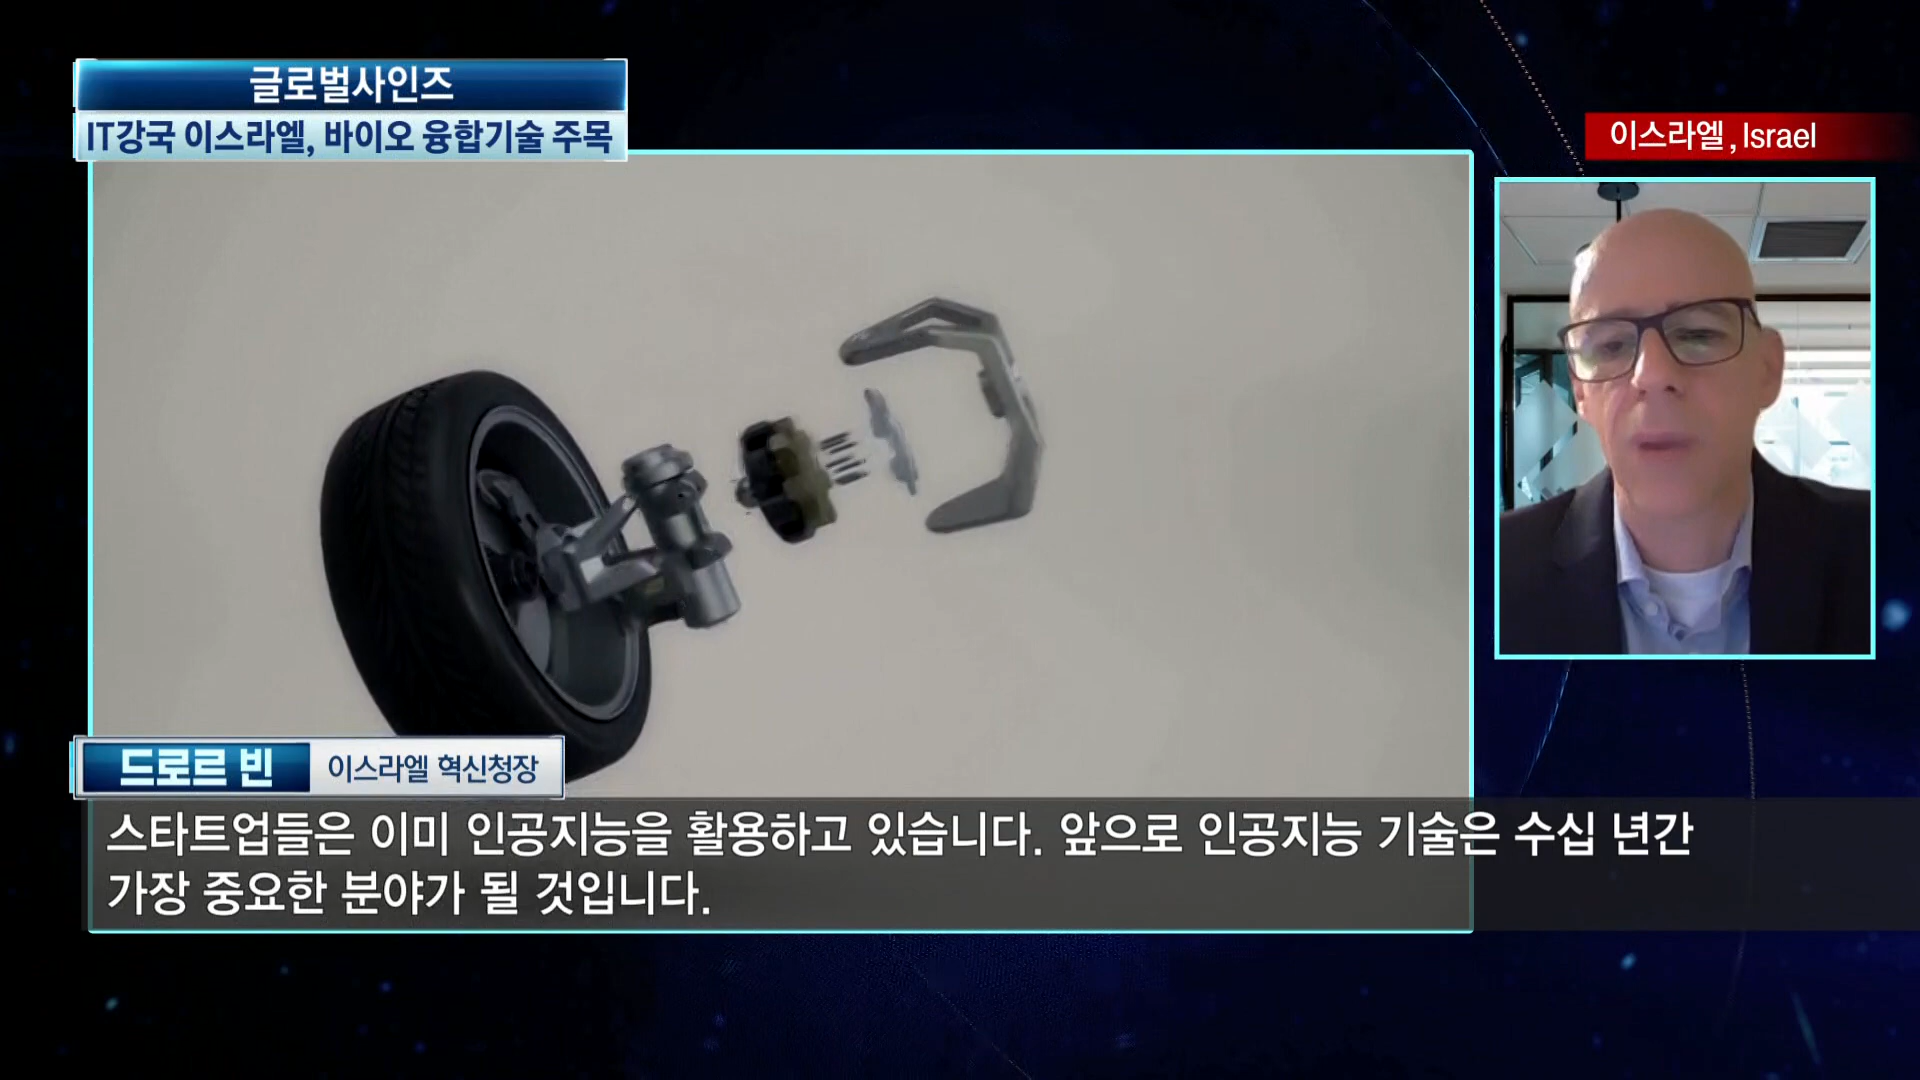 글로벌사인즈
IT강국 이스라엘, 바이오 융합기술 주목
이스라엘, Israel
드로르 빈
이스라엘 혁신청장
스타트업들은 이미 인공지능을 활용하고 있습니다. 앞으로 인공지능 기술은 수십 년간
가장 중요한 분야가 될 것입니다.